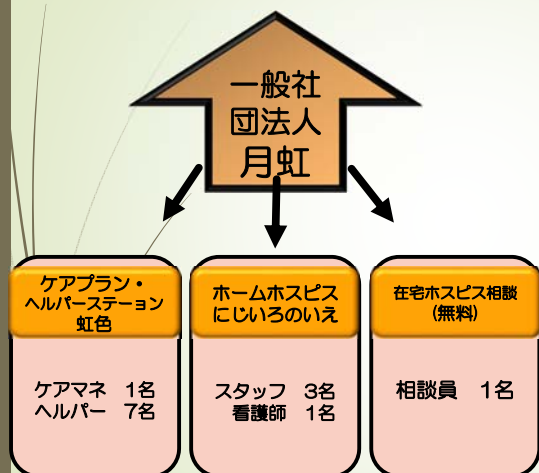 一般社
団法人
月虹
ケアプラン・
ヘルパーステーョン
虹色
ケアマネ　1名
ヘルパー　7名
ホームホスピス
にじいろのいえ
スタッフ　3名
看護師　1名
在宅ホスピス相談
(無料)
相談員　1名